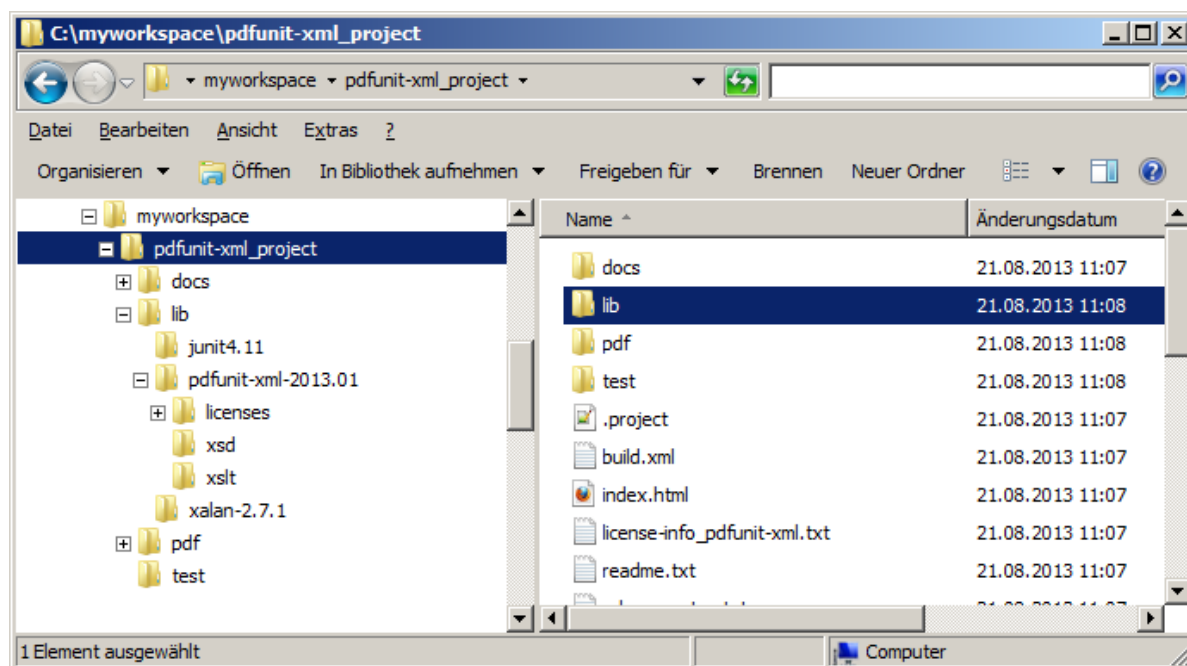 C:\myworkspace\pdfunit-xml_project
myworkspace pdfunit-xml_project
Datei Bearbeiten Ansicht Extras ?
Organisieren Öffnen In Bibliothek aufnehmen Freigeben für Brennen Neuer Ordner
myworkspace
pdfunit-xml_project
docs
lib
junit4.11
pdfunit-xml-2013.01
licenses
xsd
xslt
xalan-2.7.1
pdf
test
Name Änderungsdatum
docs 21.08.2013 11:07
lib 21.08.2013 11:08
pdf 21.08.2013 11:08
test 21.08.2013 11:08
.project 21.08.2013 11:07
build.xml 21.08.2013 11:07
index.html 21.08.2013 11:07
license-info_pdfunit-xml.txt 21.08.2013 11:07
readme.txt 21.08.2013 11:07
1 Element ausgewählt Computer